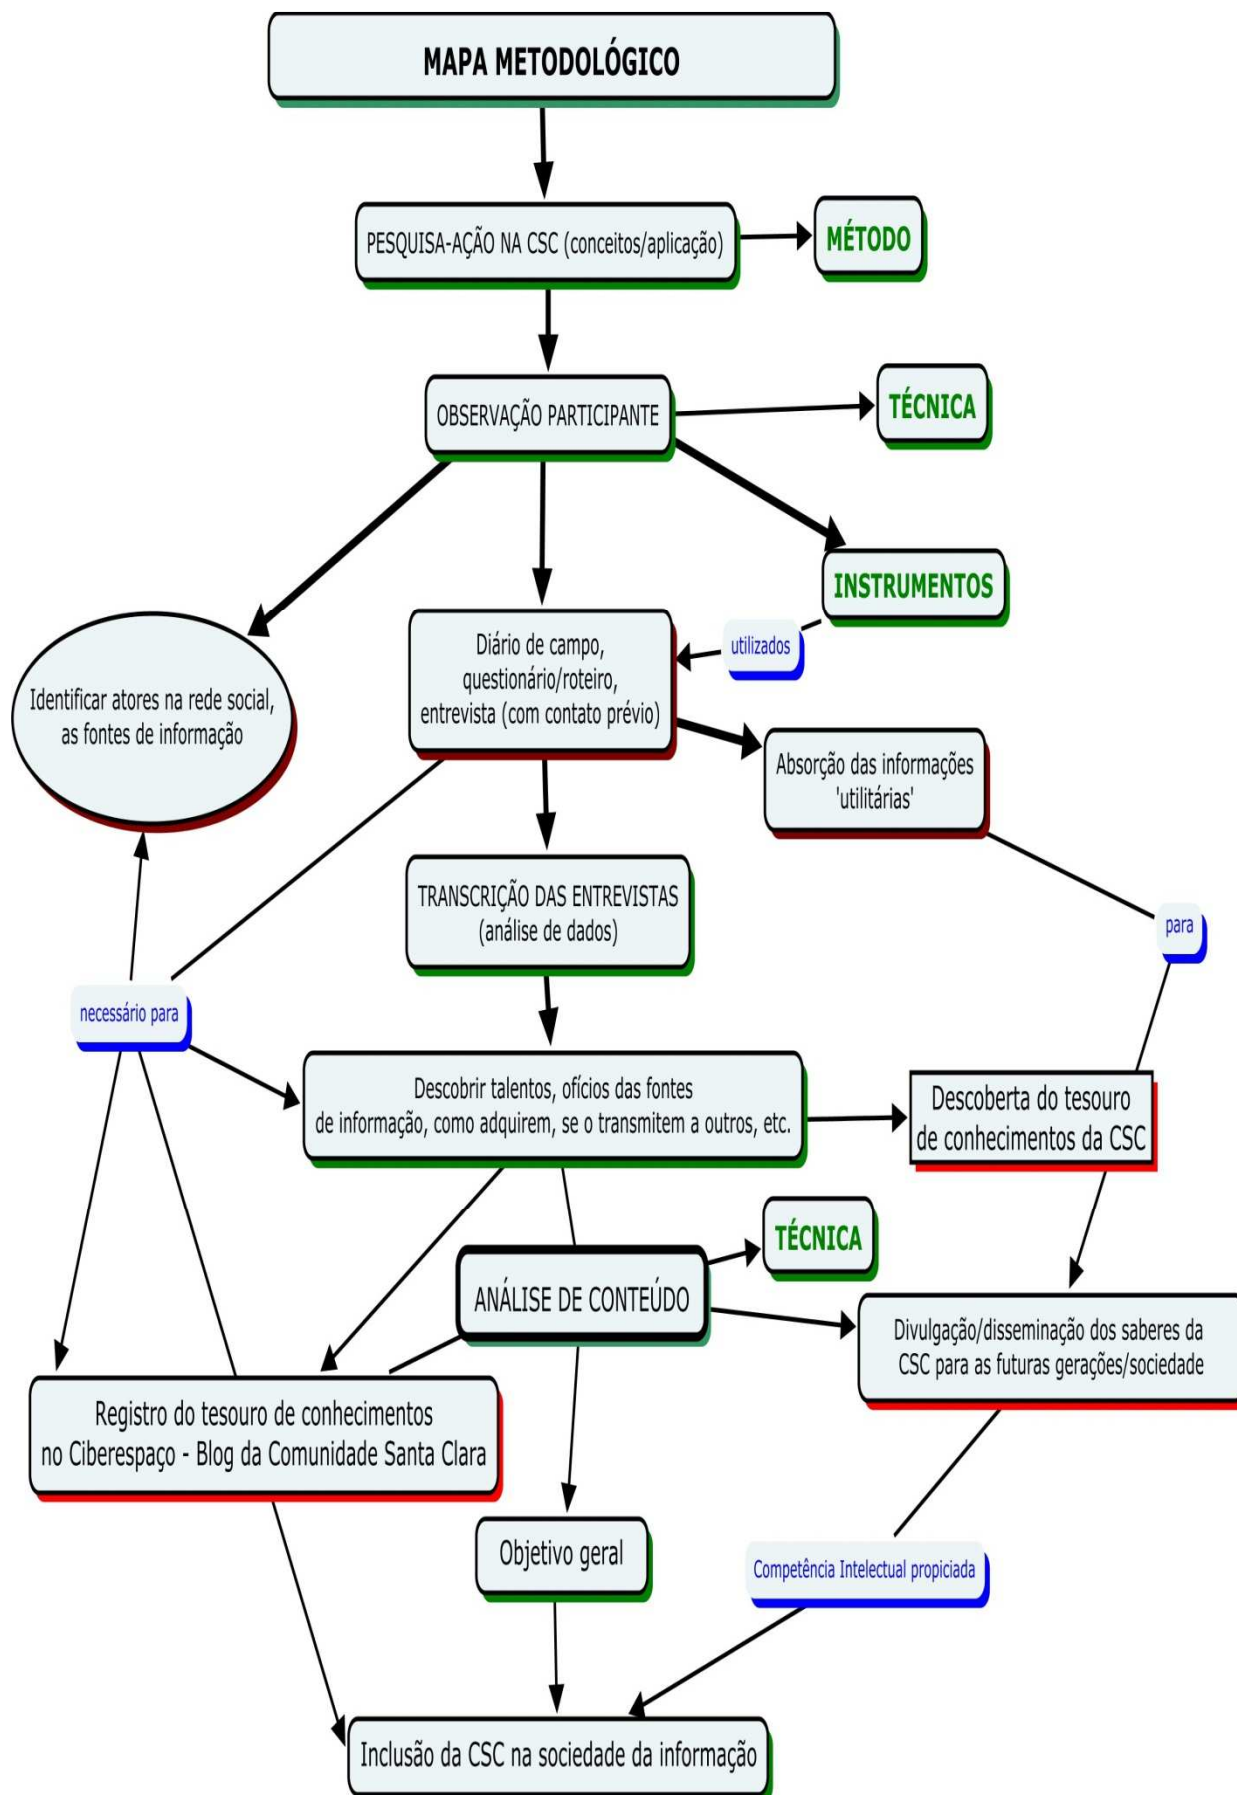 MAPA METODOLÓGICO
PESQUISA-AÇÃO NA CSC (conceitos/aplicação)
MÉTODO
OBSERVAÇÃO PARTICIPANTE
TÉCNICA
INSTRUMENTOS
utilizados
Diário de campo,
questionário/roteiro,
entrevista (com contato prévio)
Identificar atores na rede social,
as fontes de informação
Absorção das informações
'utilitárias'
TRANSCRIÇÃO DAS ENTREVISTAS
(análise de dados)
para
necessário para
Descobrir talentos, ofícios das fontes
de informação, como adquirem, se o transmitem a outros, etc.
Descoberta do tesouro
de conhecimentos da CSC
TÉCNICA
ANÁLISE DE CONTEÚDO
Divulgação/disseminação dos saberes da
CSC para as futuras gerações/sociedade
Registro do tesouro de conhecimentos
no Ciberespaço - Blog da Comunidade Santa Clara
Objetivo geral
Competência Intelectual propiciada
Inclusão da CSC na sociedade da informação